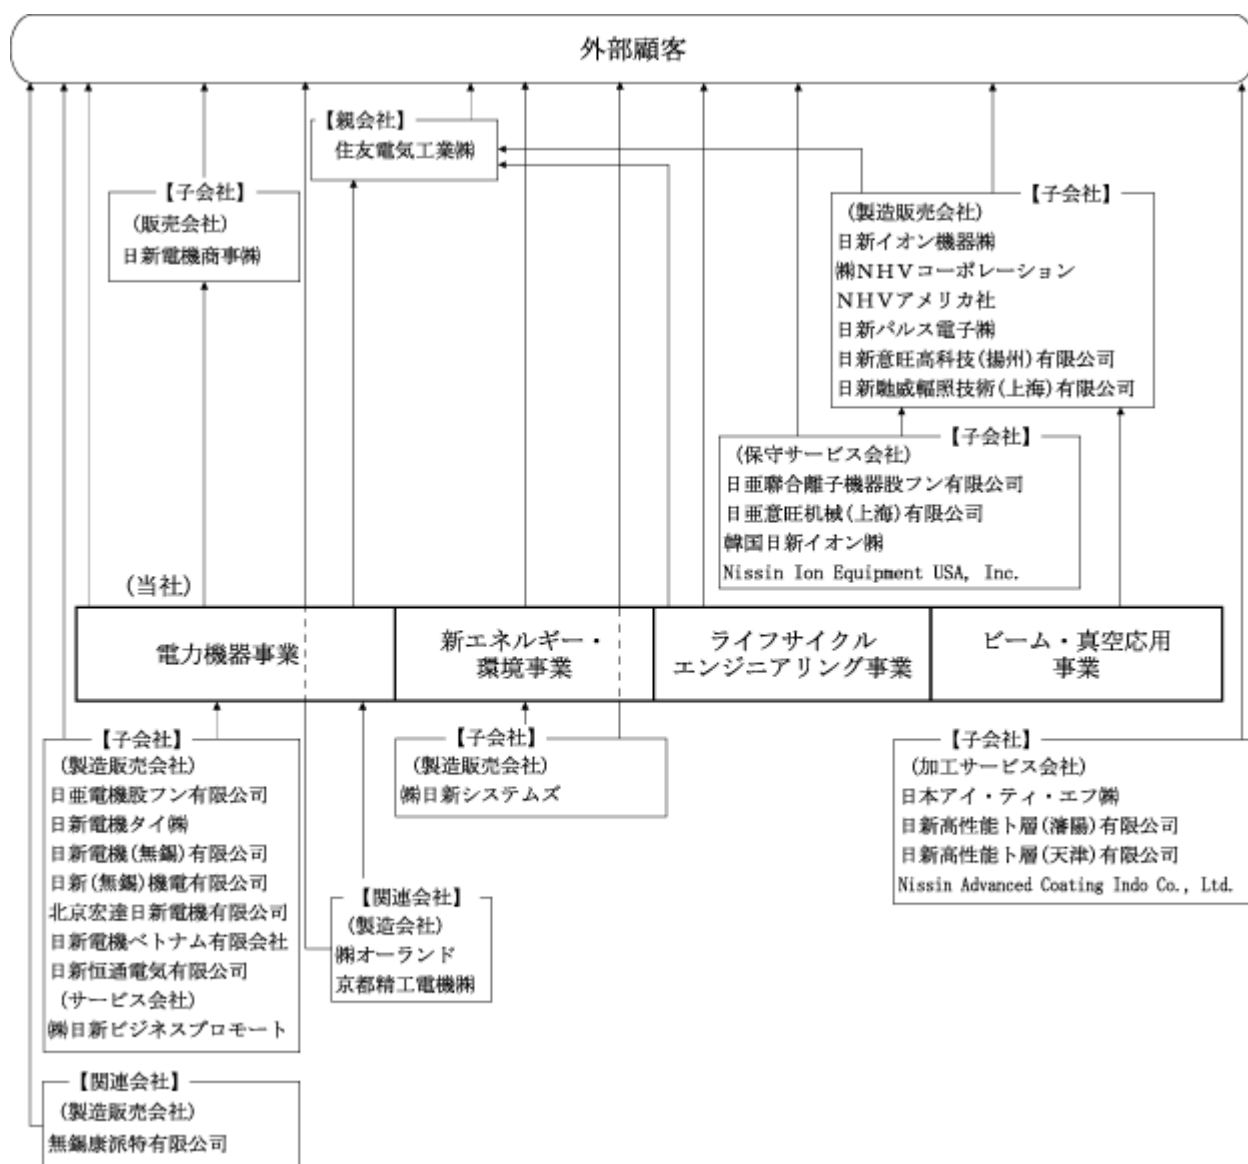 外部顧客
【親会社】
住友電気工業㈱
【子会社】
(販売会社)
日新電機商事㈱
【子会社】
(製造販売会社)
日新イオン機器㈱
㈱NHVコーポレーション
NHVアメリカ社
日新パルス電子㈱
日新意旺高科技(揚州)有限公司
日新馳威輻照技術(上海)有限公司
【子会社】
(保守サービス会社)
日亜聯合離子機器股フン有限公司
日亜意旺机械(上海)有限公司
韓国日新イオン㈱
Nissin Ion Equipment USA, Inc.
(当社)
電力機器事業
新エネルギー・
環境事業
ライフサイクル
エンジニアリング事業
ビーム・真空応用
事業
【子会社】
(製造販売会社)
日亜電機股フン有限公司
日新電機タイ㈱
日新電機(無錫)有限公司
日新(無錫)機電有限公司
北京宏達日新電機有限公司
日新電機ベトナム有限会社
日新恒通電気有限公司
(サービス会社)
㈱日新ビジネスプロモート
【子会社】
(製造販売会社)
㈱日新システムズ
【関連会社】
(製造会社)
㈱オーランド
京都精工電機㈱
【子会社】
(加工サービス会社)
日本アイ・ティ・エフ㈱
日新高性能ト層(瀋陽)有限公司
日新高性能ト層(天津)有限公司
Nissin Advanced Coating Indo Co., Ltd.
【関連会社】
(製造販売会社)
無錫康派特有限公司